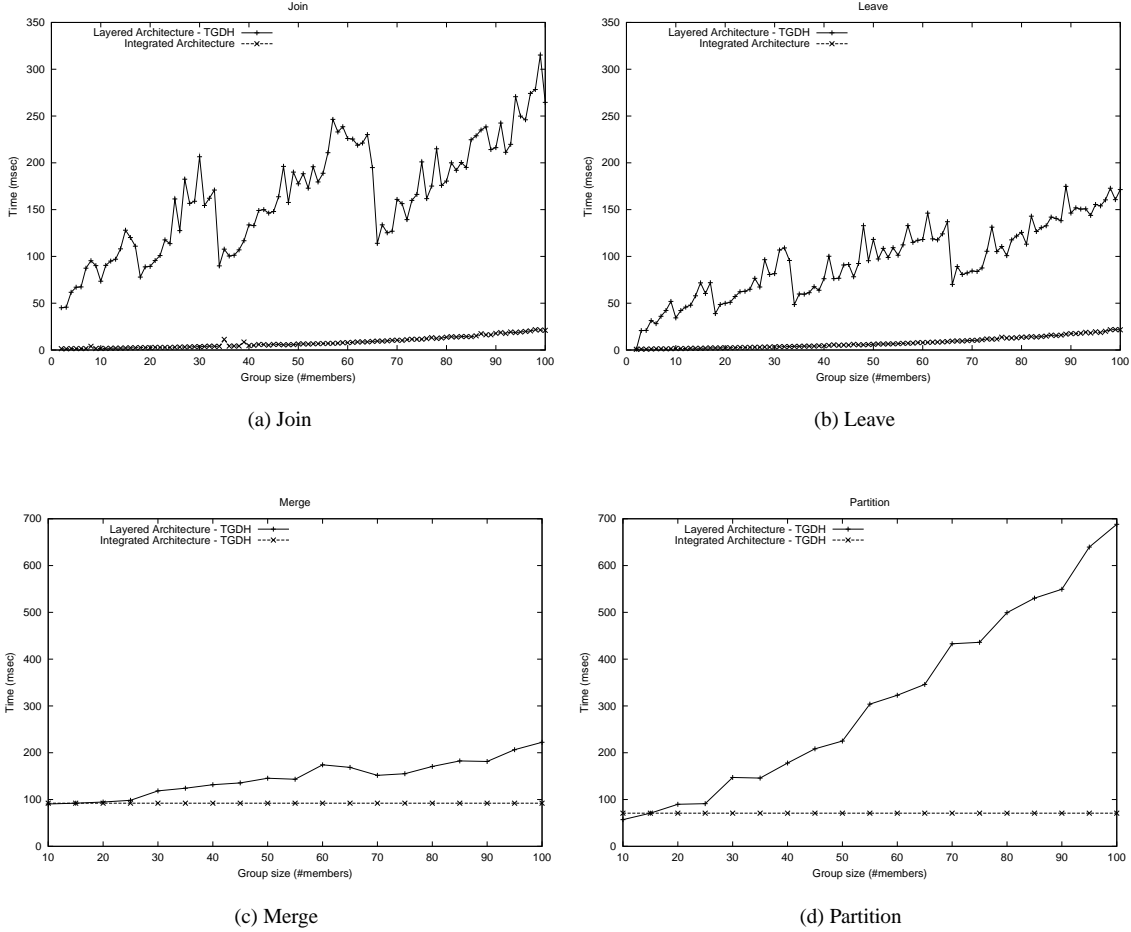 Join
Layered Architecture - TGDH
Integrated Architecture
Time (msec)
350
300
250
200
150
100
50
0
0 10 20 30 40 50 60 70 80 90 100
Group size (#members)
(a) Join
Leave
Layered Architecture - TGDH
Integrated Architecture
Time (msec)
350
300
250
200
150
100
50
0
0 10 20 30 40 50 60 70 80 90 100
Group size (#members)
(b) Leave
Merge
Layered Architecture - TGDH
Integrated Architecture - TGDH
Time (msec)
700
600
500
400
300
200
100
0
10 20 30 40 50 60 70 80 90 100
Group size (#members)
(c) Merge
Partition
Layered Architecture - TGDH
Integrated Architecture - TGDH
Time (msec)
700
600
500
400
300
200
100
0
10 20 30 40 50 60 70 80 90 100
Group size (#members)
(d) Partition